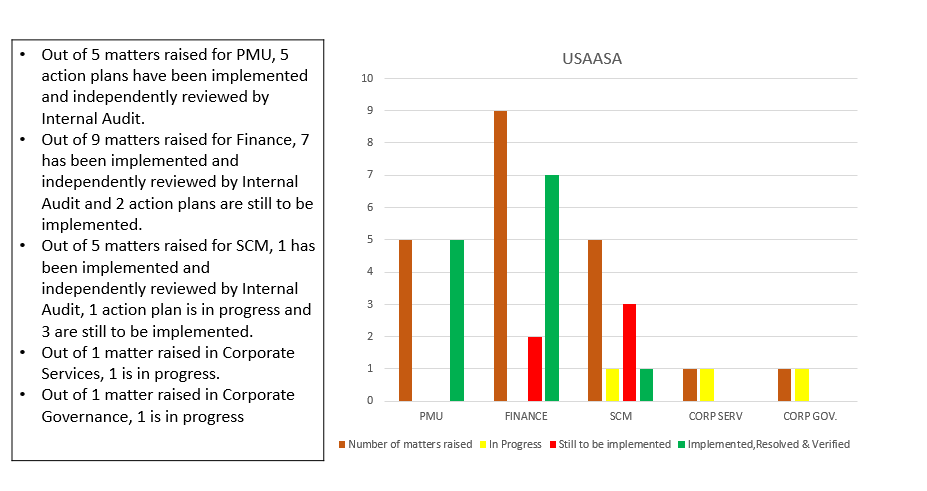 • Out of 5 matters raised for PMU, 5
action plans have been implemented
and independently reviewed by
Internal Audit.
• Out of 9 matters raised for Finance, 7
has been implemented and
independently reviewed by Internal
Audit and 2 action plans are still to be
implemented.
• Out of 5 matters raised for SCM, 1 has
been implemented and
independently reviewed by Internal
Audit, 1 action plan is in progress and
3 are still to be implemented.
• Out of 1 matter raised in Corporate
Services, 1 is in progress.
• Out of 1 matter raised in Corporate
Governance, 1 is in progress
USAASA
10
9
8
7
6
5
4
3
2
1
0
PMU FINANCE SCM CORP SERV CORP GOV.
Number of matters raised In Progress Still to be implemented Implemented,Resolved & Verified